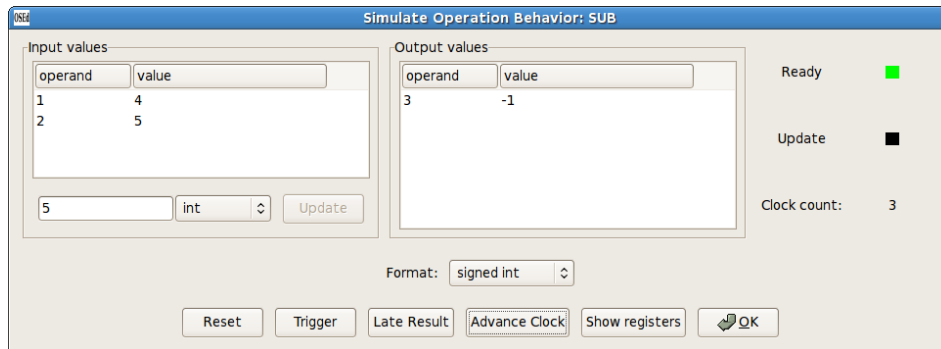 OSEd
Simulate Operation Behavior: SUB
Input values
operand value
1 4
2 5
5 int Update
Output values
operand value
3 -1
Ready
Update
Clock count: 3
Format: signed int
Reset Trigger Late Result Advance Clock Show registers OK